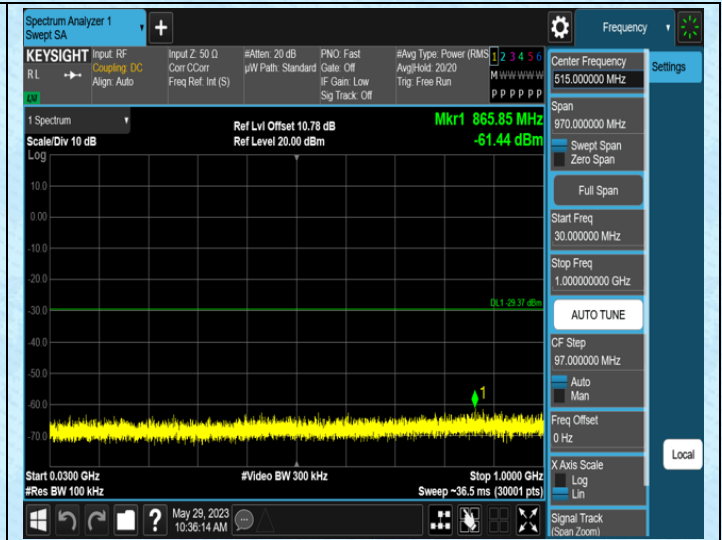 Spectrum Analyzer 1
Swept SA
Frequency
KEYSIGHT
RL
LXI
Input: RF
Coupling: DC
Align: Auto
Input Z: 50 Ω
Corr CCorr
Freq Ref: Int (S)
#Atten: 20 dB
µW Path: Standard
PNO: Fast
Gate: Off
IF Gain: Low
Sig Track: Off
#Avg Type: Power (RMS
Avg|Hold: 20/20
Trig: Free Run
1 2 3 4 5 6
M W W W W W
P P P P P P
Center Frequency
515.000000 MHz
Settings
1 Spectrum
Scale/Div 10 dB
Log
Ref Lvl Offset 10.78 dB
Ref Level 20.00 dBm
Mkr1 865.85 MHz
-61.44 dBm
Span
970.000000 MHz
Swept Span
Zero Span
Full Span
Start Freq
30.000000 MHz
Stop Freq
1.000000000 GHz
AUTO TUNE
CF Step
97.000000 MHz
Auto
Man
Freq Offset
0 Hz
X Axis Scale
Log
Lin
Signal Track
(Span Zoom)
Local
10.0
0.00
-10.0
-20.0
-30.0
-40.0
-50.0
-60.0
-70.0
DL1 -29.37 dBm
1
Start 0.0300 GHz
#Res BW 100 kHz
#Video BW 300 kHz
Stop 1.0000 GHz
Sweep ~36.5 ms (30001 pts)
?
May 29, 2023
10:36:14 AM